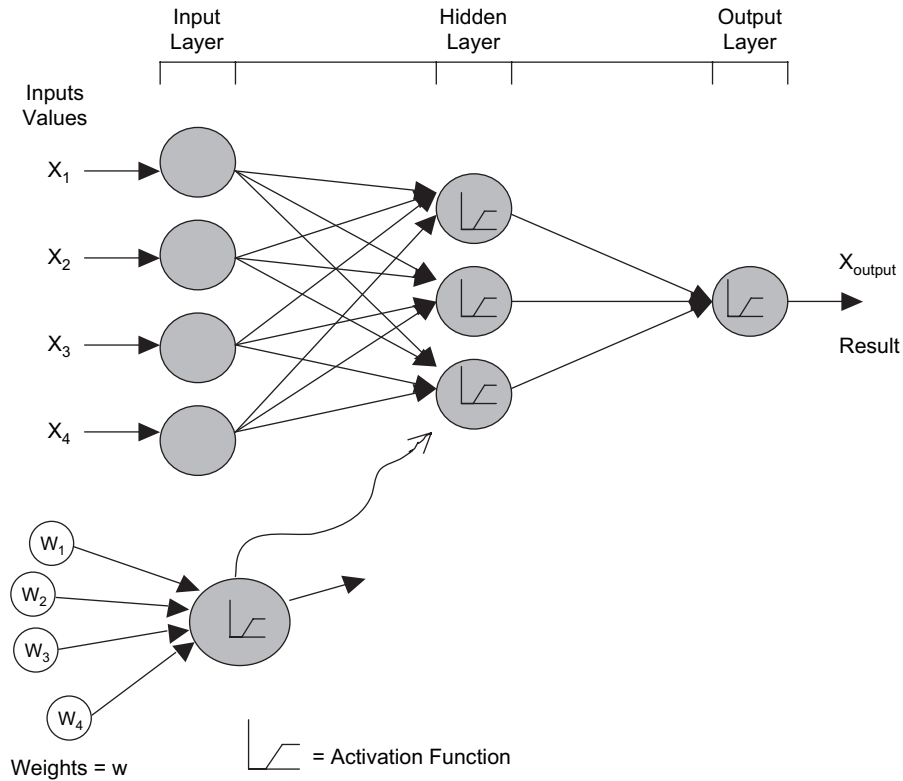 Input
Layer
Hidden
Layer
Output
Layer
Inputs
Values
X1
X2
X3
X4
Xoutput
Result
W1
W2
W3
W4
Weights = w
= Activation Function